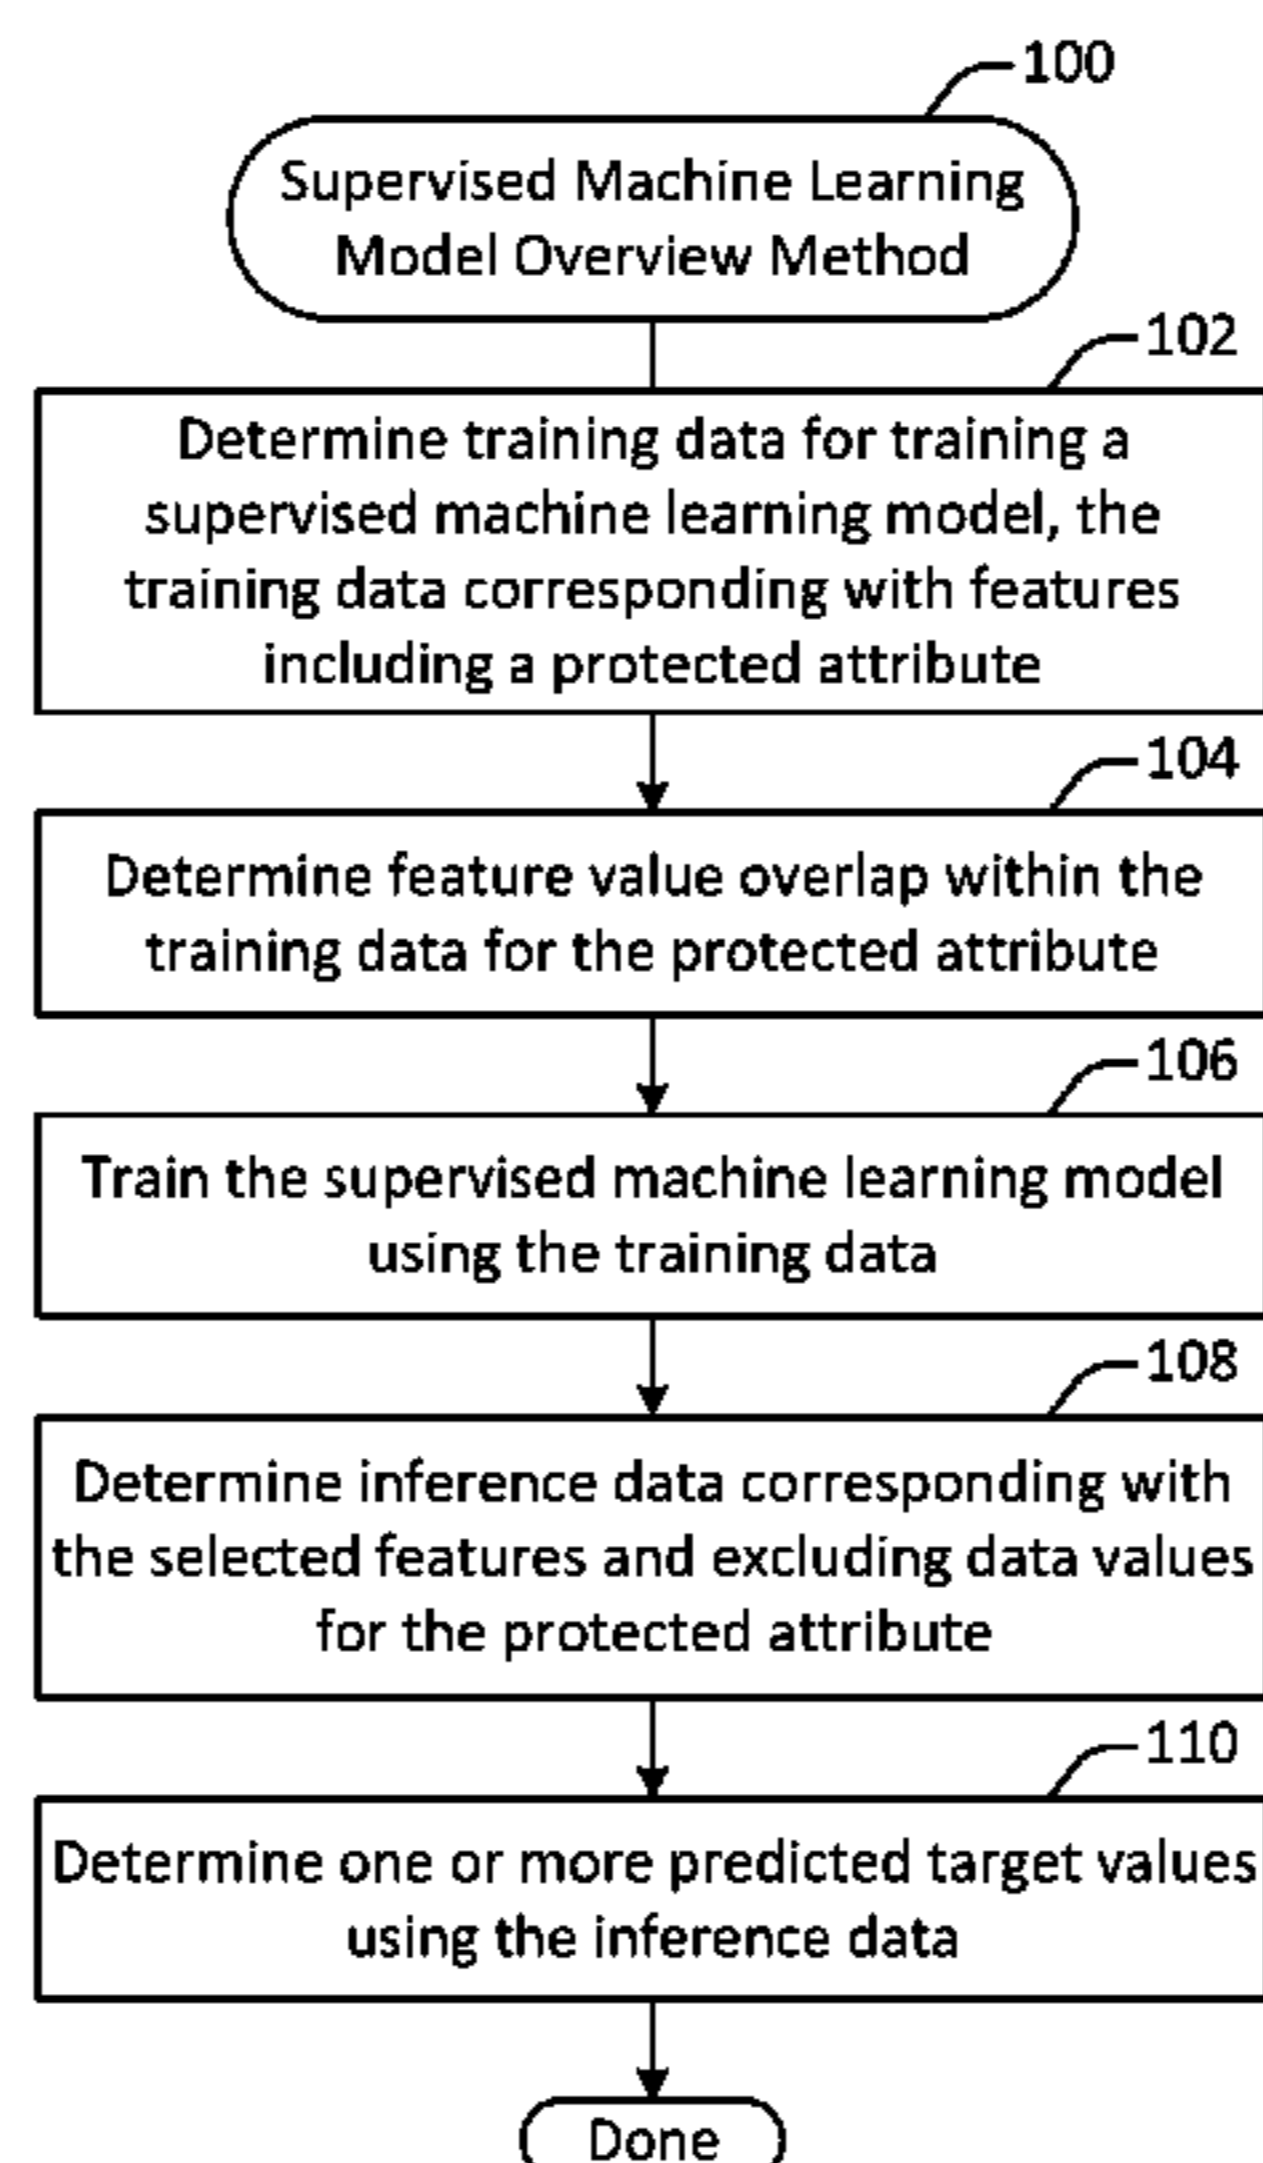 100
Supervised Machine Learning
Model Overview Method
102
Determine training data for training a
supervised machine learning model, the
training data corresponding with features
including a protected attribute
104
Determine feature value overlap within the
training data for the protected attribute
106
Train the supervised machine learning model
using the training data
108
Determine inference data corresponding with
the selected features and excluding data values
for the protected attribute
110
Determine one or more predicted target values
using the inference data
Done